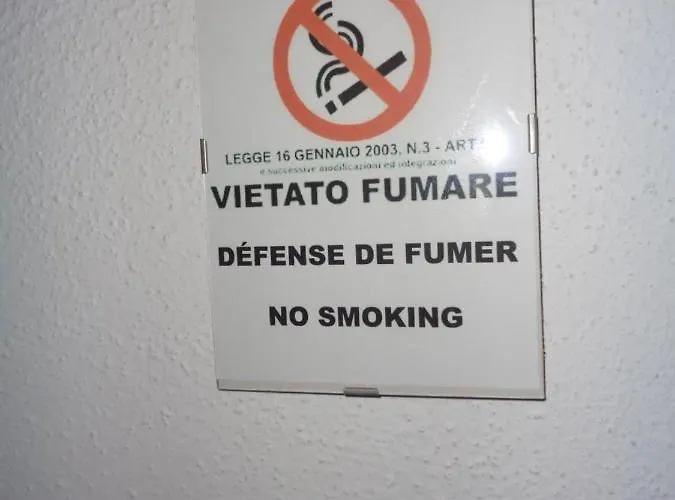 LEGGE 16 GENNAIO 2003, N.3 - ART.
e successive modificazioni ed integrazioni
VIETATO FUMARE
DÉFENSE DE FUMER
NO SMOKING